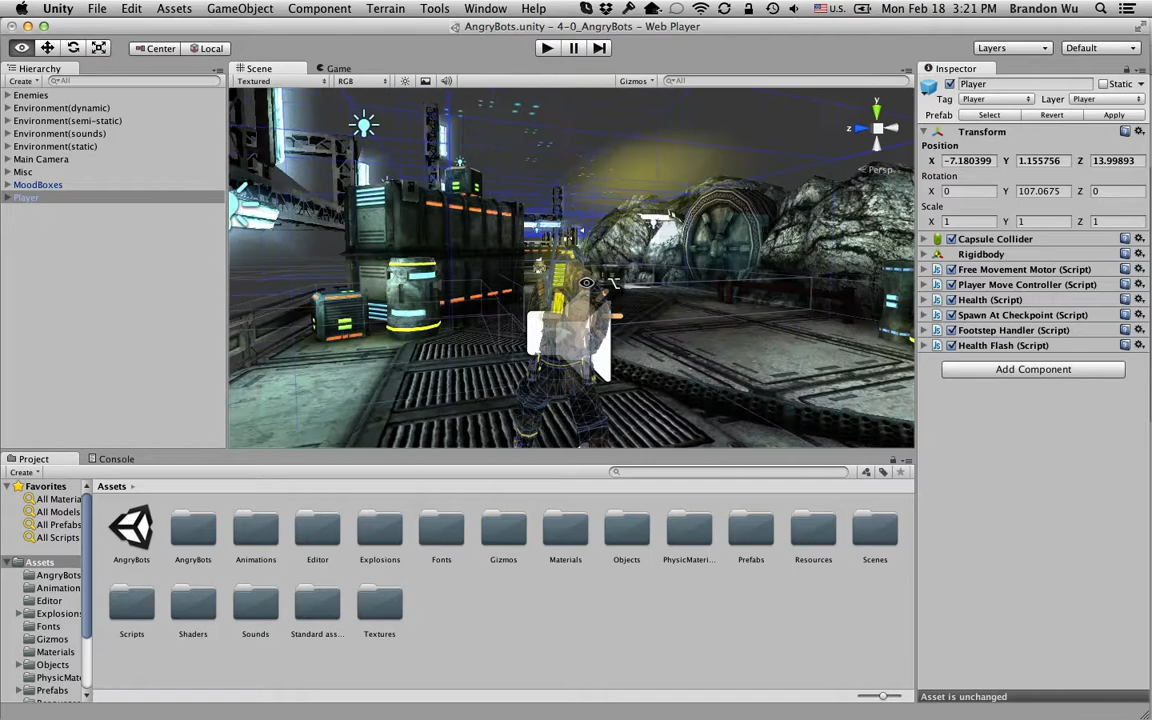 Unity File Edit Assets GameObject Component Terrain Tools Window Help U.S. Mon Feb 18 3:21 PM Brandon Wu
AngryBots.unity - 4-0_AngryBots - Web Player
Center Local Layers Default
Hierarchy
Create All
Enemies
Environment(dynamic)
Environment(semi-static)
Environment(sounds)
Environment(static)
Main Camera
Misc
MoodBoxes
Player
Scene Game
Textured RGB Gizmos All
y
z
Persp
Inspector
Player Static
Tag Player Layer Player
Prefab Select Revert Apply
Transform
Position
X -7.180399 Y 1.155756 Z 13.99893
Rotation
X 0 Y 107.0675 Z 0
Scale
X 1 Y 1 Z 1
Capsule Collider
Rigidbody
Free Movement Motor (Script)
Player Move Controller (Script)
Health (Script)
Spawn At Checkpoint (Script)
Footstep Handler (Script)
Health Flash (Script)
Add Component
Project Console
Create
Favorites
All Materia
All Models
All Prefabs
All Scripts
Assets
AngryBots
Animation
Editor
Explosions
Fonts
Gizmos
Materials
Objects
PhysicMate
Prefabs
Assets
AngryBots AngryBots Animations Editor Explosions Fonts Gizmos Materials Objects PhysicMateri... Prefabs Resources Scenes
Scripts Shaders Sounds Standard ass... Textures
Asset is unchanged